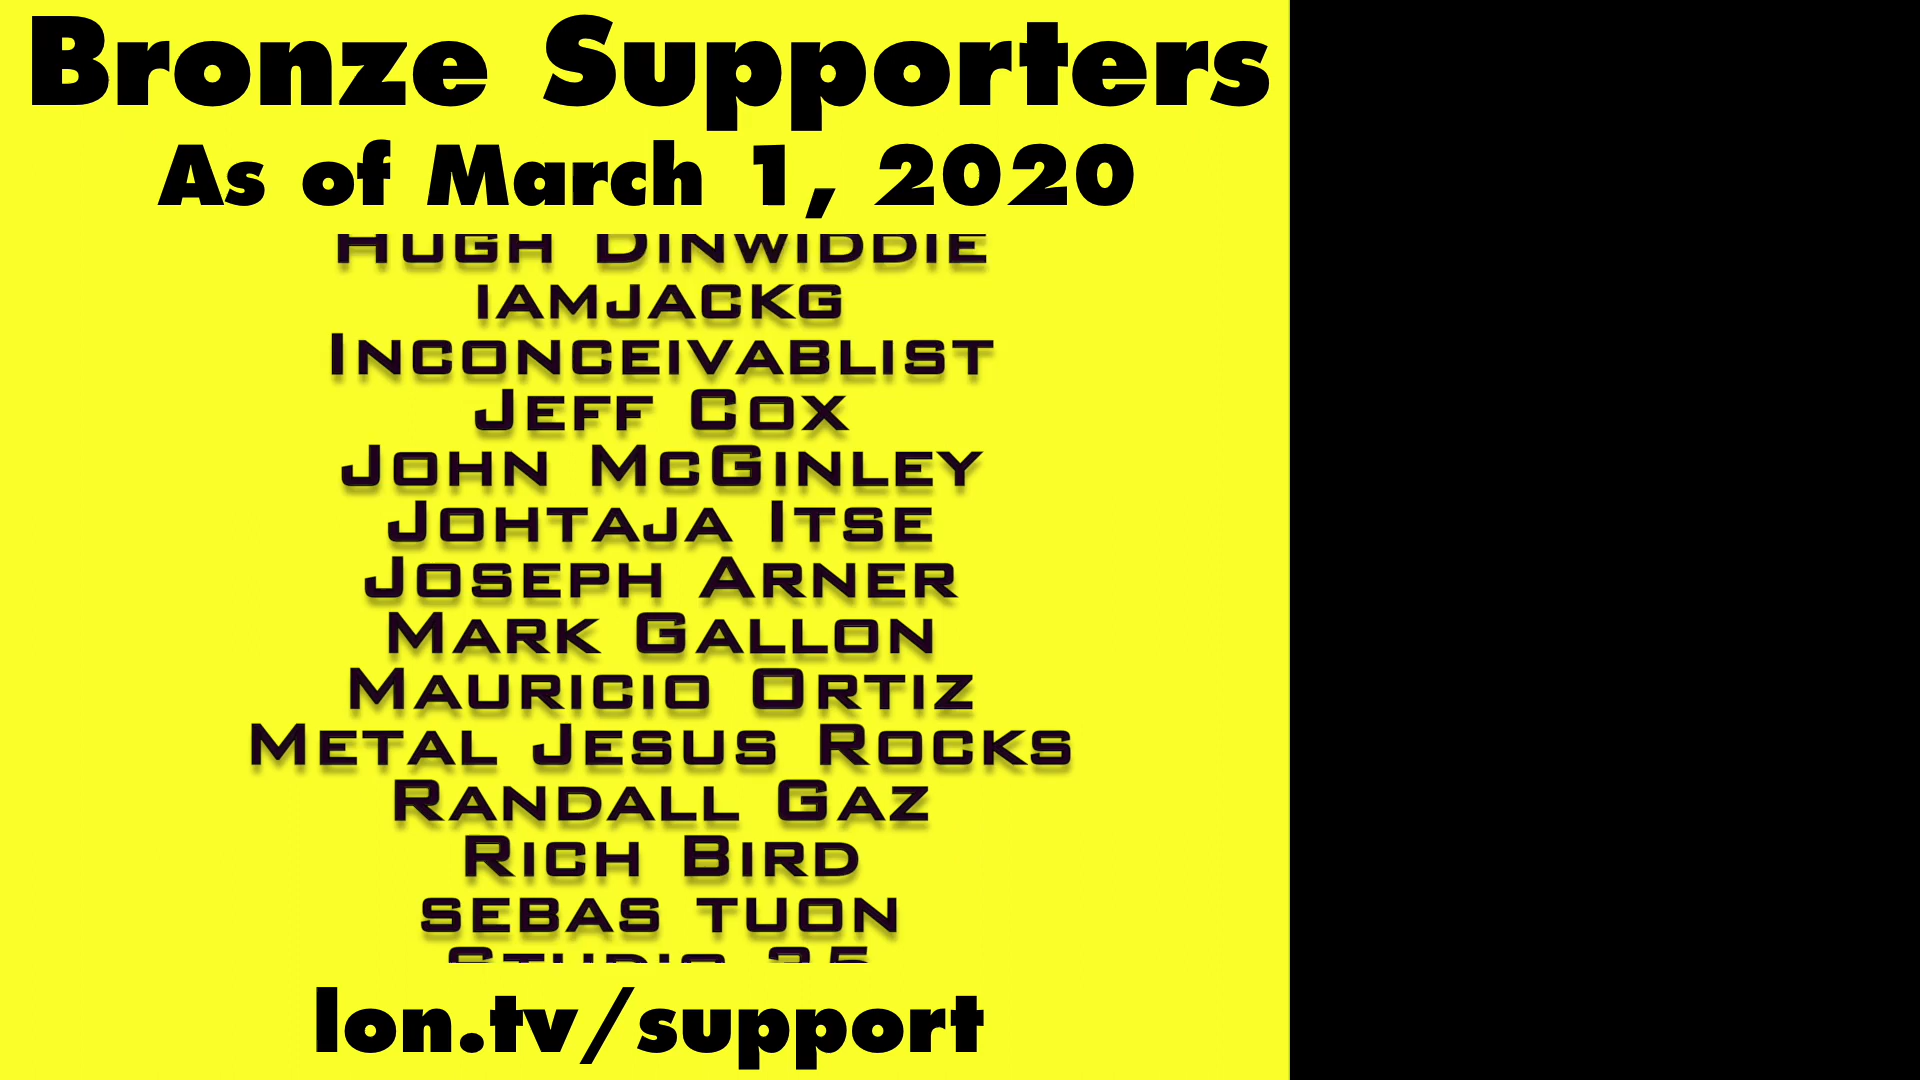 Bronze Supporters
As of March 1, 2020
Hugh Dinwiddie
iamjackg
Inconceivablist
Jeff Cox
John McGinley
Johtaja Itse
Joseph Arner
Mark Gallon
Mauricio Ortiz
Metal Jesus Rocks
Randall Gaz
Rich Bird
sebas tuon
Studio
lon.tv/support